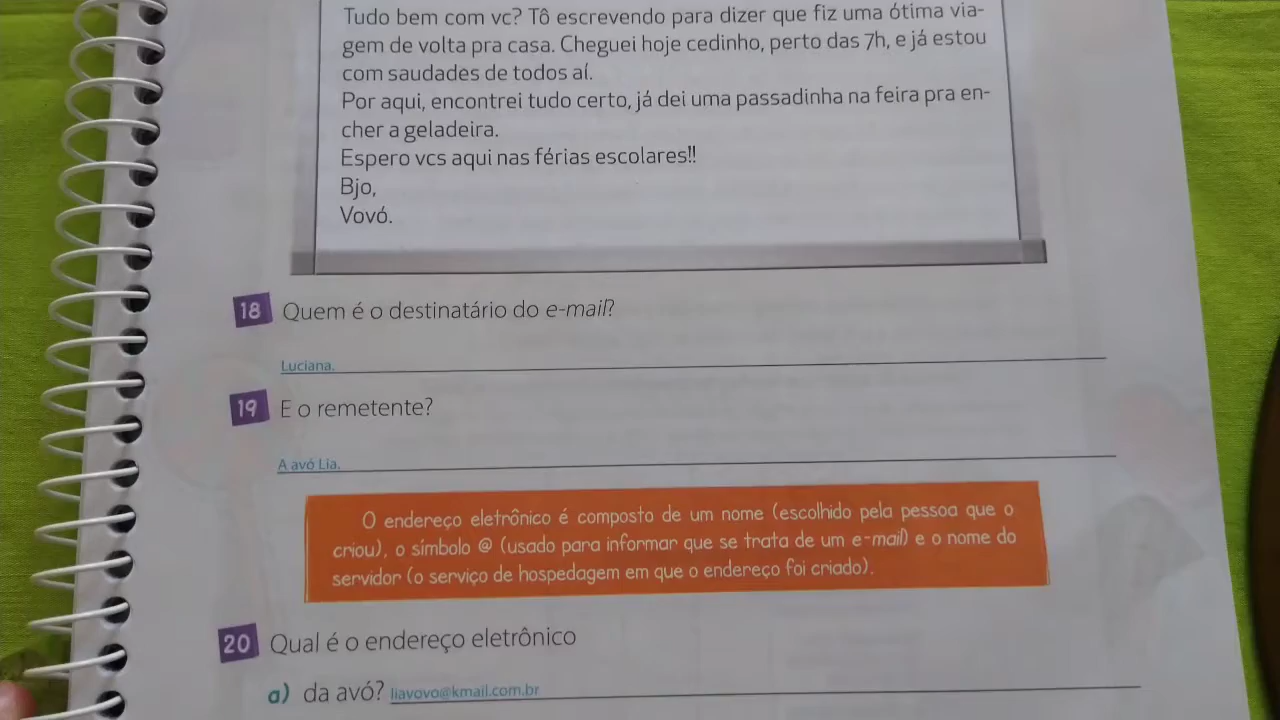 Tudo bem com vc? Tô escrevendo para dizer que fiz uma ótima via-
gem de volta pra casa. Cheguei hoje cedinho, perto das 7h, e já estou
com saudades de todos aí.
Por aqui, encontrei tudo certo, já dei uma passadinha na feira pra en-
cher a geladeira.
Espero vcs aqui nas férias escolares!!
Bjo,
Vovó.
18 Quem é o destinatário do e-mail?
Luciana.
19 E o remetente?
A avó Lia.
O endereço eletrônico é composto de um nome (escolhido pela pessoa que o
criou), o símbolo @ (usado para informar que se trata de um e-mail) e o nome do
servidor (o serviço de hospedagem em que o endereço foi criado).
20 Qual é o endereço eletrônico
a) da avó? liavovo@kmail.com.br